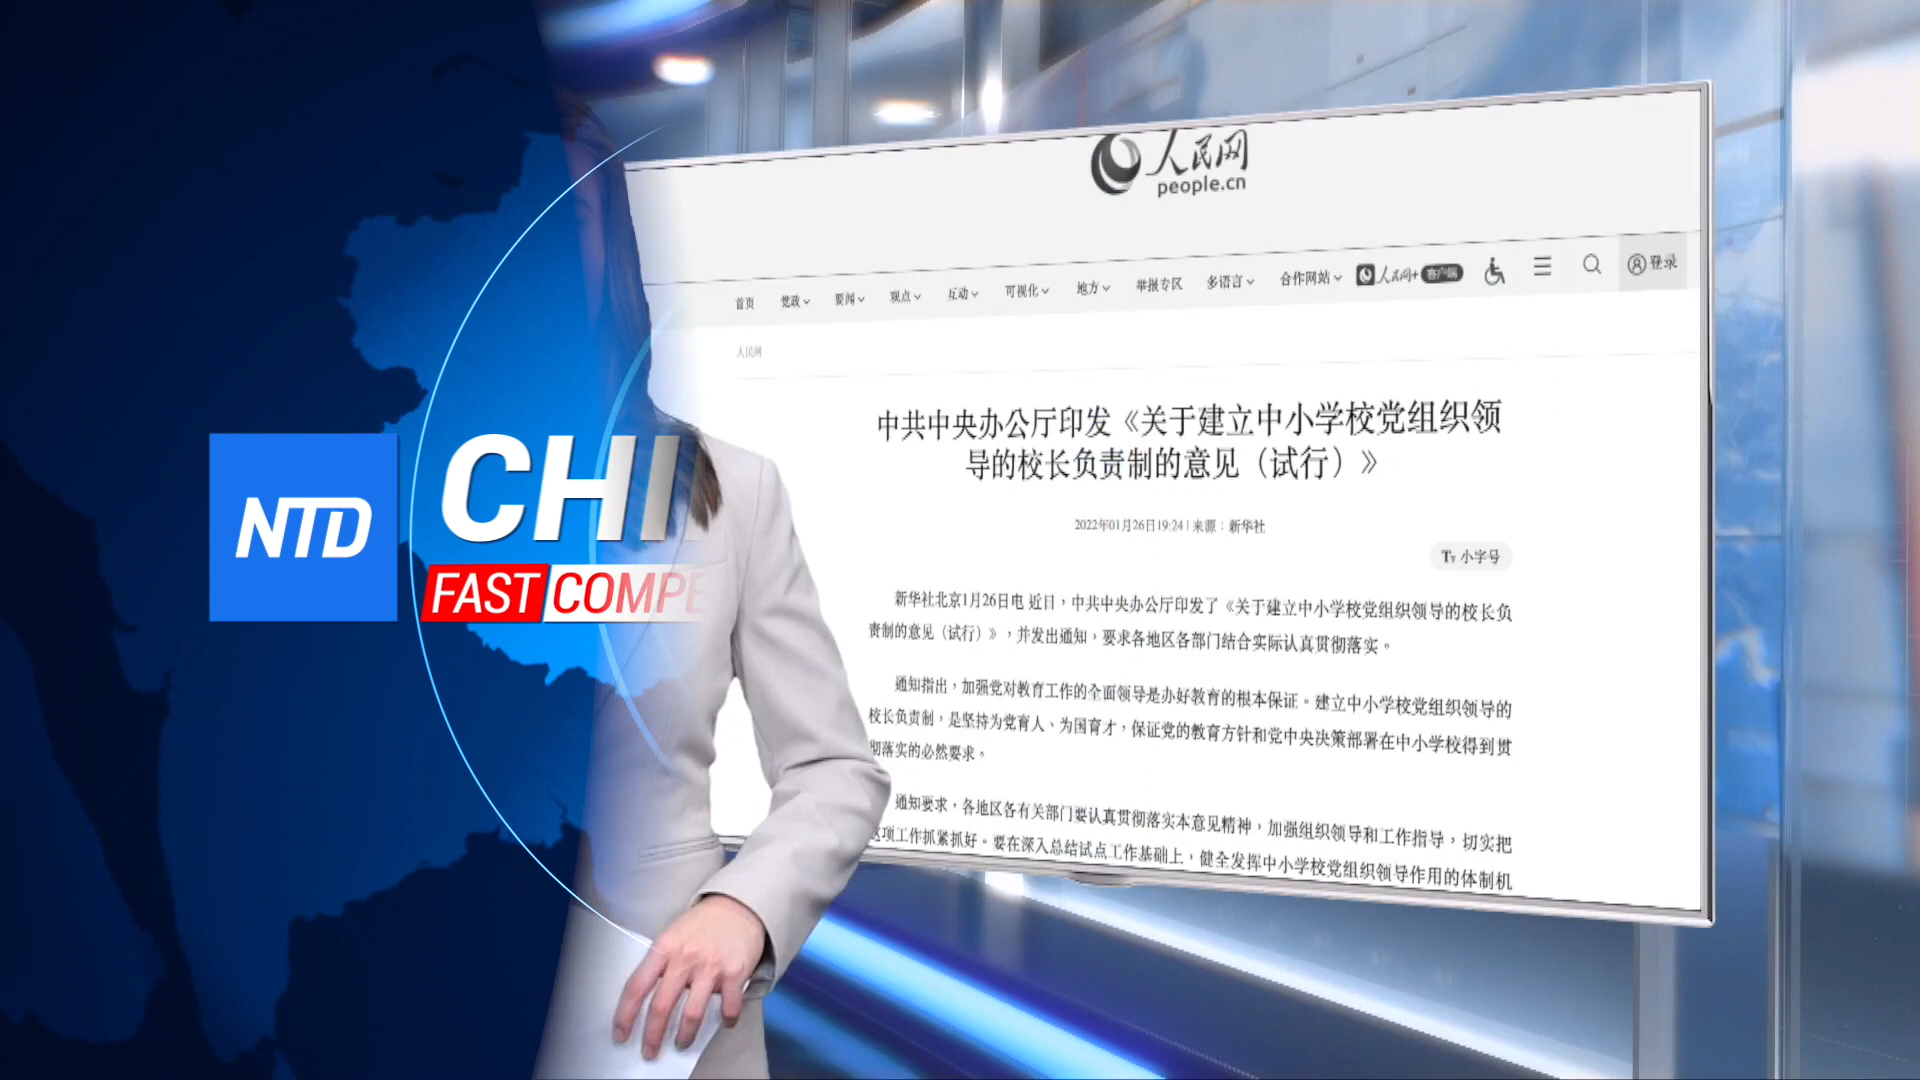 NTD
CHI
FAST COMPE
人民网
people.cn
首页 党政 要闻 观点 互动 可视化 地方 举报专区 多语言 合作网站 人民网+ 客户端 登录
人民网
中共中央办公厅印发《关于建立中小学校党组织领
导的校长负责制的意见（试行）》
2022年01月26日19:24 | 来源：新华社
TT 小字号
新华社北京1月26日电 近日，中共中央办公厅印发了《关于建立中小学校党组织领导的校长负
责制的意见（试行）》，并发出通知，要求各地区各部门结合实际认真贯彻落实。
通知指出，加强党对教育工作的全面领导是办好教育的根本保证。建立中小学校党组织领导的
校长负责制，是坚持为党育人、为国育才，保证党的教育方针和党中央决策部署在中小学校得到贯
彻落实的必然要求。
通知要求，各地区各有关部门要认真贯彻落实本意见精神，加强组织领导和工作指导，切实把
这项工作抓紧抓好。要在深入总结试点工作基础上，健全发挥中小学校党组织领导作用的体制机